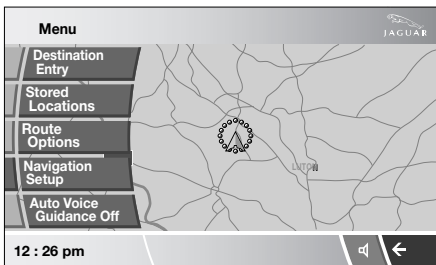 Menu
JAGUAR
Destination
Entry
Stored
Locations
Route
Options
Navigation
Setup
Auto Voice
Guidance Off
LUTON
12 : 26 pm